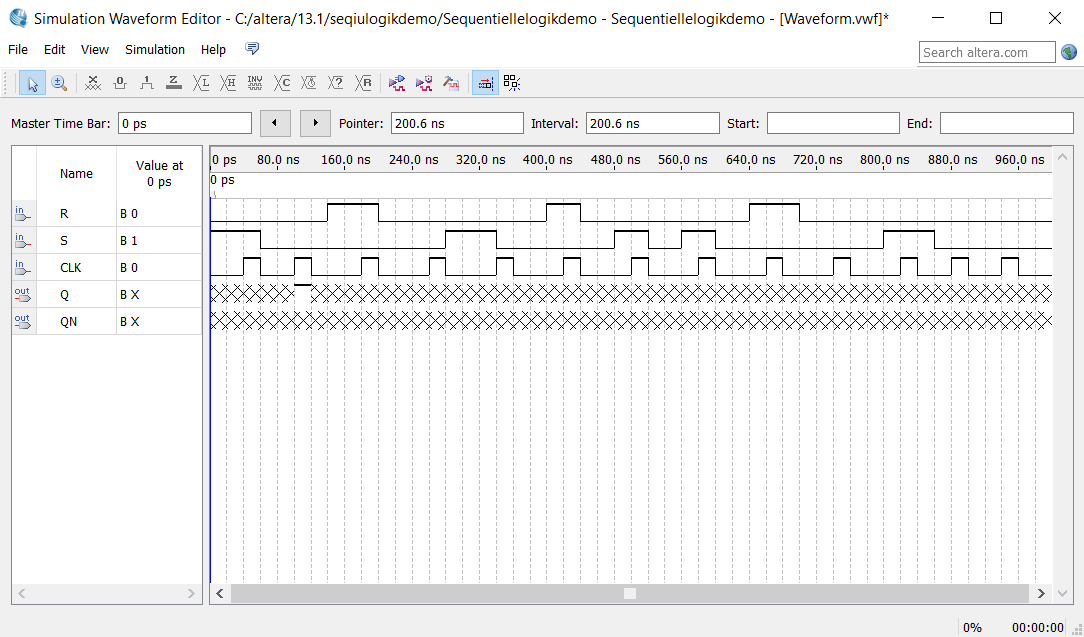 Simulation Waveform Editor - C:/altera/13.1/seqiulogikdemo/Sequentiellelogikdemo - Sequentiellelogikdemo - [Waveform.vwf]*
File Edit View Simulation Help
Search altera.com
0 1 Z L H INV C ? R
Master Time Bar: 0 ps Pointer: 200.6 ns Interval: 200.6 ns Start: End:
Name Value at 0 ps
0 ps 80.0 ns 160.0 ns 240.0 ns 320.0 ns 400.0 ns 480.0 ns 560.0 ns 640.0 ns 720.0 ns 800.0 ns 880.0 ns 960.0 ns
0 ps
in R B 0
in S B 1
in CLK B 0
out Q B X
out QN B X
0% 00:00:00